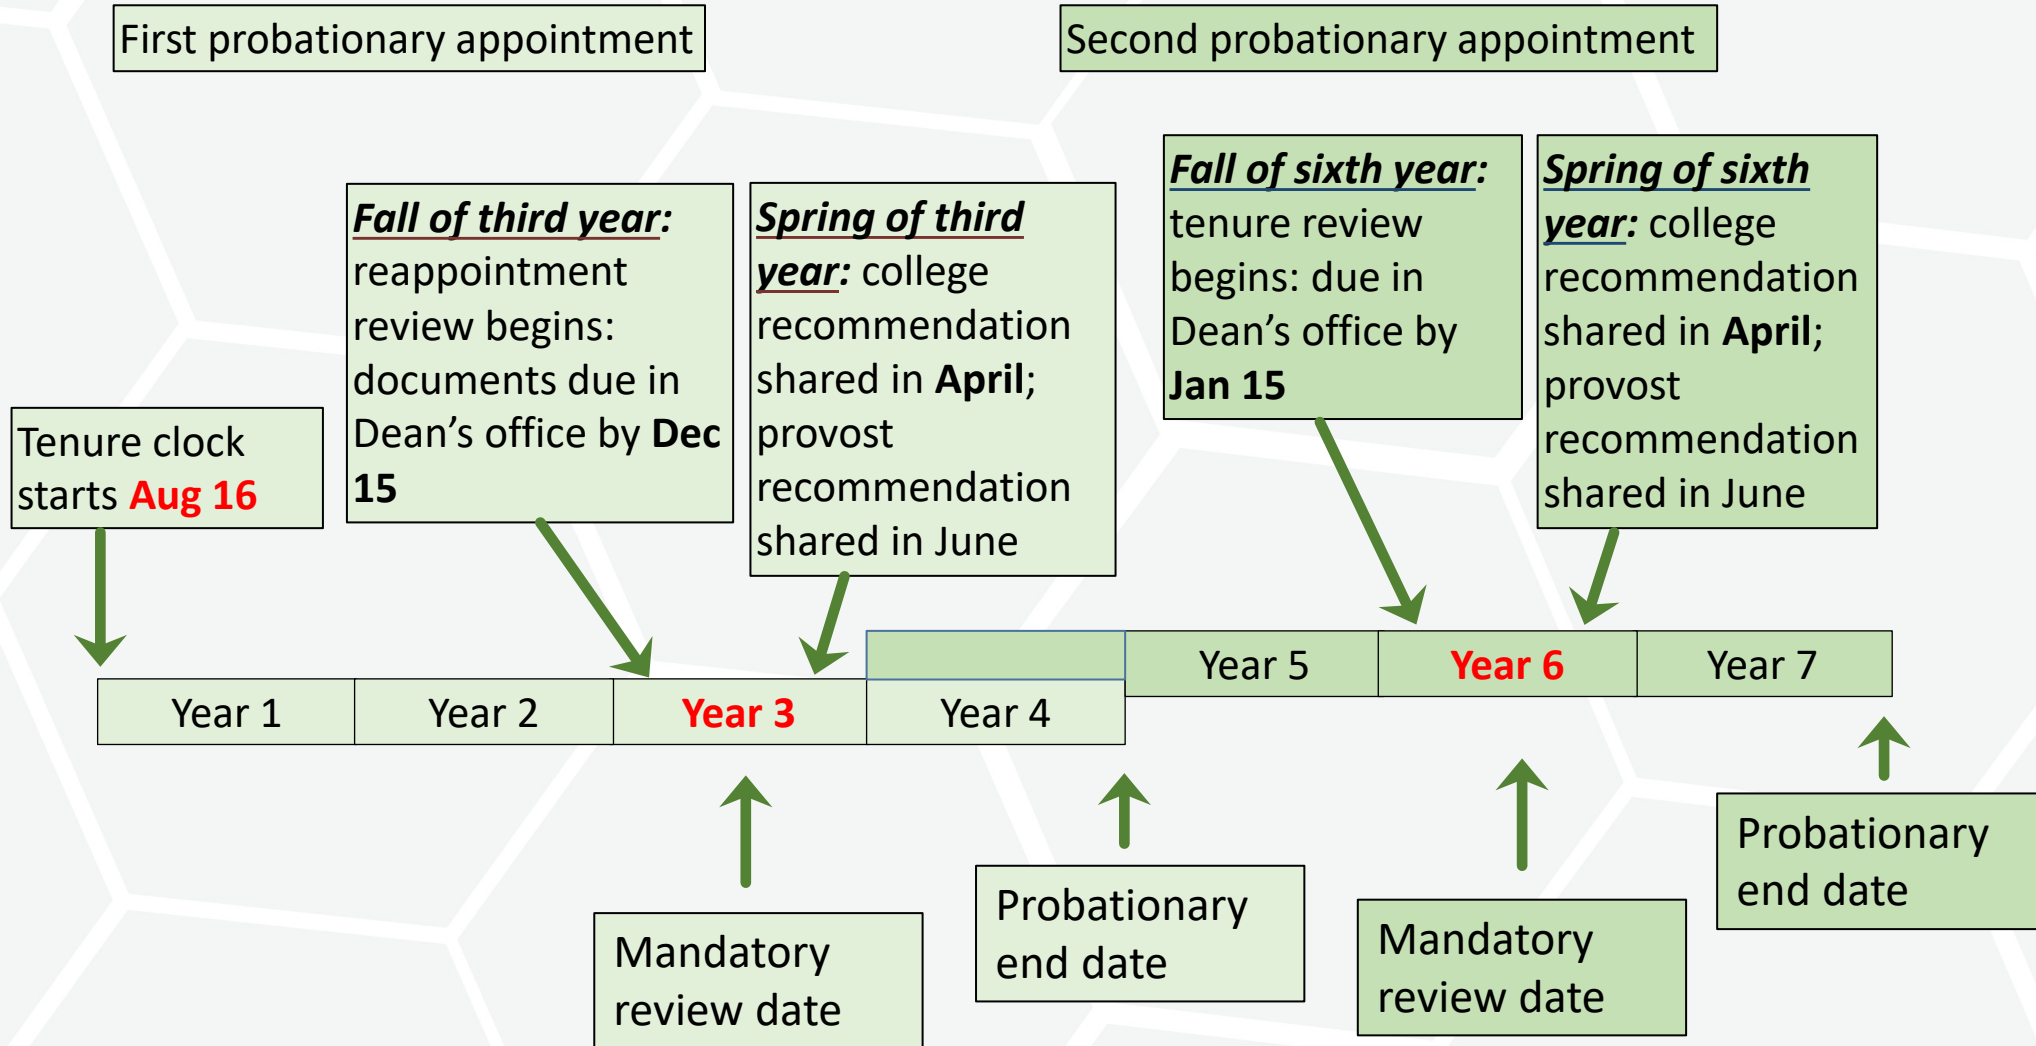 First probationary appointment
Second probationary appointment
Tenure clock
starts Aug 16
Fall of third year:
reappointment
review begins:
documents due in
Dean’s office by Dec
15
Spring of third
year: college
recommendation
shared in April;
provost
recommendation
shared in June
Fall of sixth year:
tenure review
begins: due in
Dean’s office by
Jan 15
Spring of sixth
year: college
recommendation
shared in April;
provost
recommendation
shared in June
Year 1
Year 2
Year 3
Year 4
Year 5
Year 6
Year 7
Mandatory
review date
Probationary
end date
Mandatory
review date
Probationary
end date